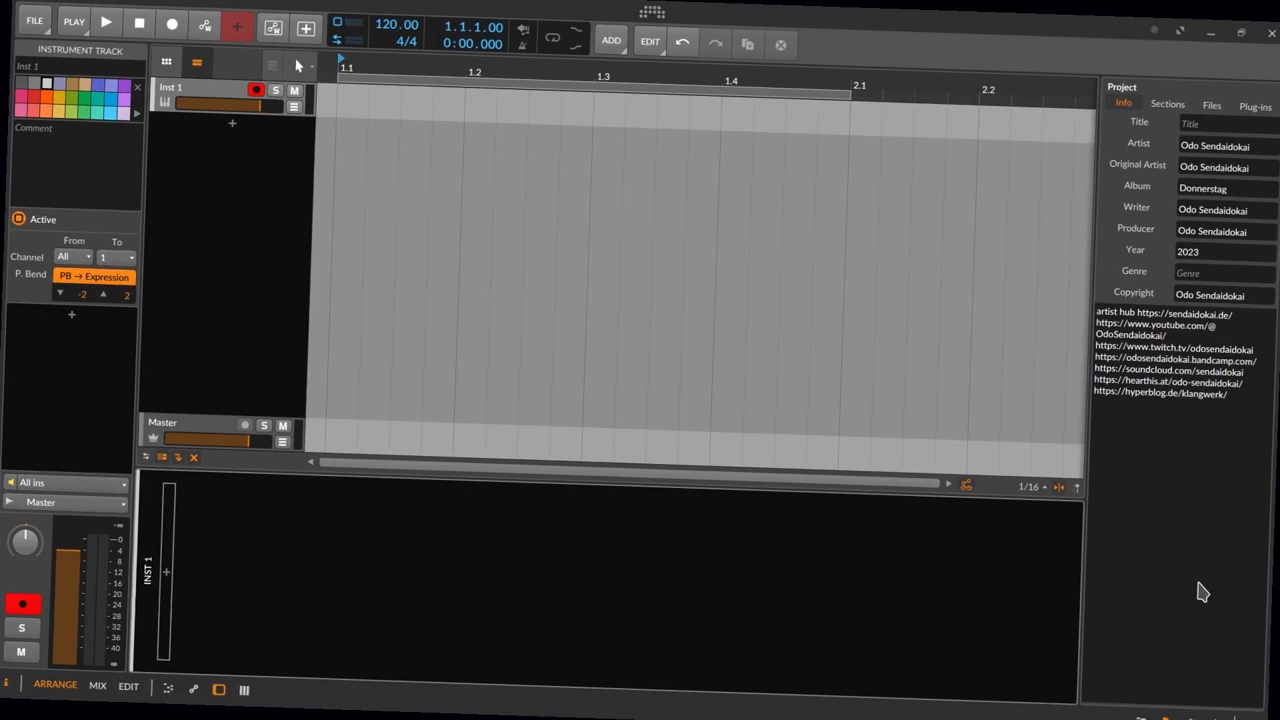 FILE PLAY ADD EDIT
120.00 1.1.1.00
4/4 0:00.000
INSTRUMENT TRACK
Inst 1
Comment
Active
From To
Channel All 1
P. Bend PB → Expression
-2 2
All ins
Master
-∞
0
4
8
12
16
20
24
28
32
36
40
∞
S
M
1.1 1.2 1.3 1.4 2.1 2.2
Inst 1 S M
Master S M
1/16
INST 1
ARRANGE MIX EDIT
Project
Info Sections Files Plug-ins
Title Title
Artist Odo Sendaidokai
Original Artist Odo Sendaidokai
Album Donnerstag
Writer Odo Sendaidokai
Producer Odo Sendaidokai
Year 2023
Genre Genre
Copyright Odo Sendaidokai
artist hub https://sendaidokai.de/
https://www.youtube.com/@
OdoSendaidokai/
https://www.twitch.tv/odosendaidokai
https://odosendaidokai.bandcamp.com/
https://soundcloud.com/sendaidokai
https://hearthis.at/odo-sendaidokai/
https://hyperblog.de/klangwerk/